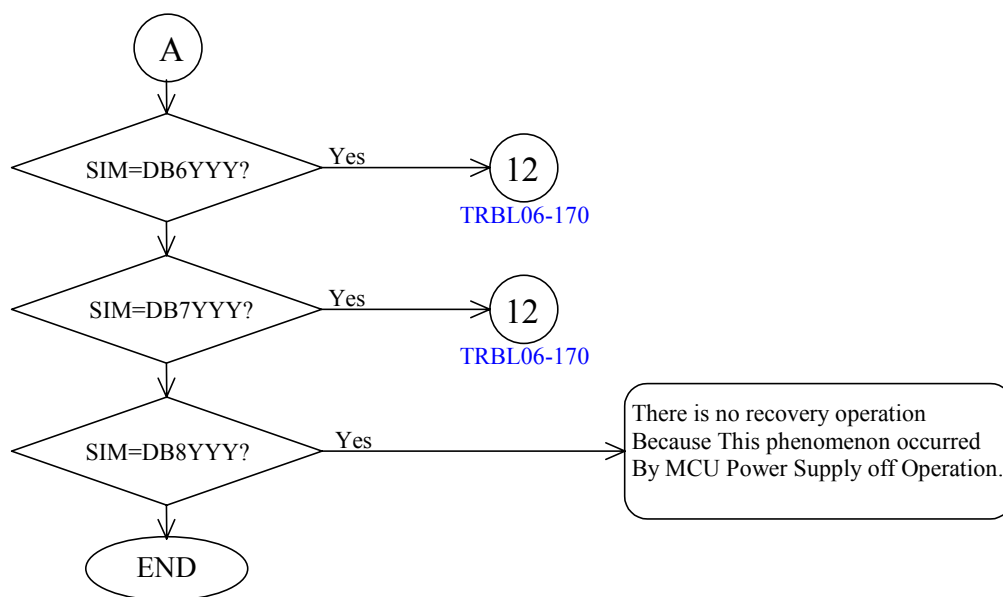 A
SIM=DB6YYY?
Yes
12
TRBL06-170
SIM=DB7YYY?
Yes
12
TRBL06-170
SIM=DB8YYY?
Yes
There is no recovery operation
Because This phenomenon occurred
By MCU Power Supply off Operation.
END